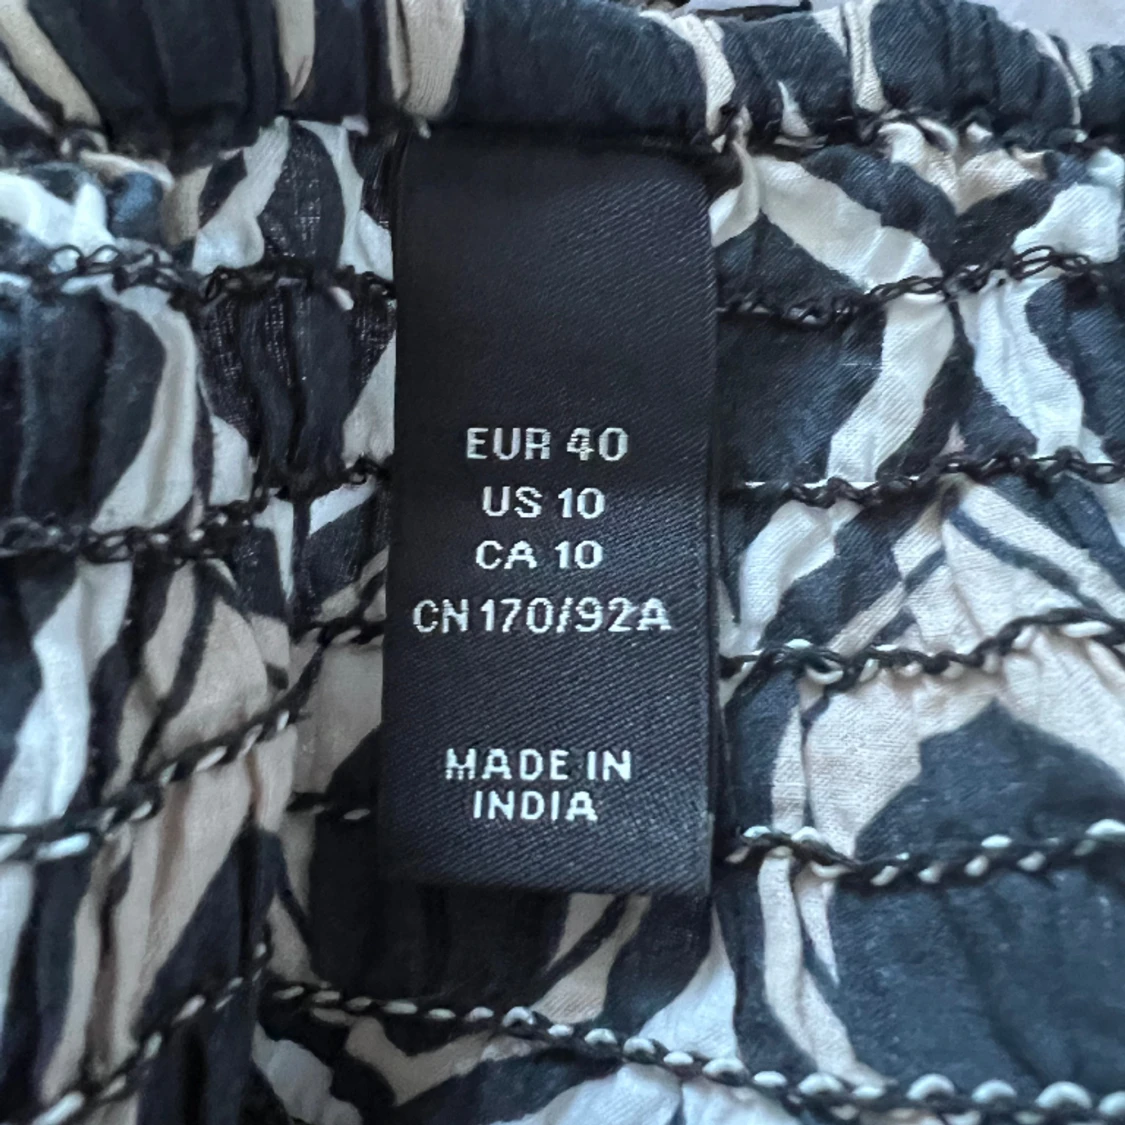 EUR 40
US 10
CA 10
CN 170/92A
MADE IN
INDIA